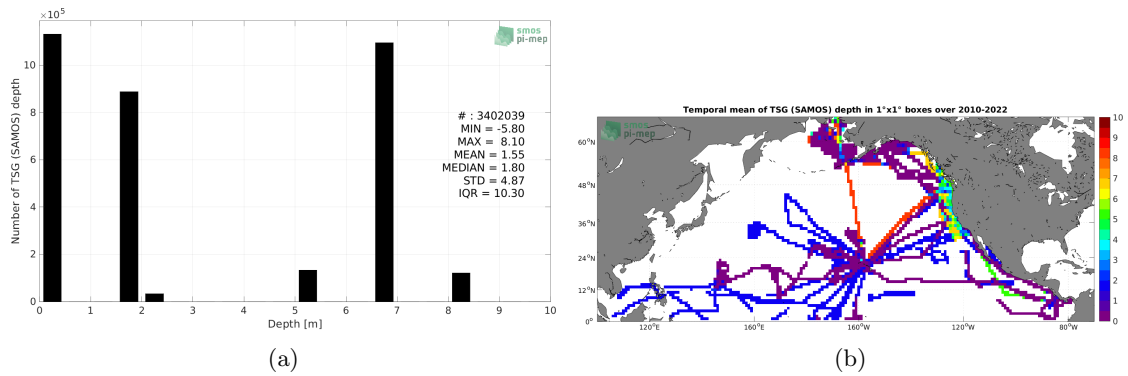 ×10⁵
smos
pi-mep
Number of TSG (SAMOS) depth
10
8
6
4
2
0
# : 3402039
MIN = -5.80
MAX = 8.10
MEAN = 1.55
MEDIAN = 1.80
STD = 4.87
IQR = 10.30
0 1 2 3 4 5 6 7 8 9 10
Depth [m]
(a)
Temporal mean of TSG (SAMOS) depth in 1°x1° boxes over 2010-2022
smos
pi-mep
60°N
48°N
36°N
24°N
12°N
0°
120°E 160°E 160°W 120°W 80°W
10
9
8
7
6
5
4
3
2
1
0
(b)